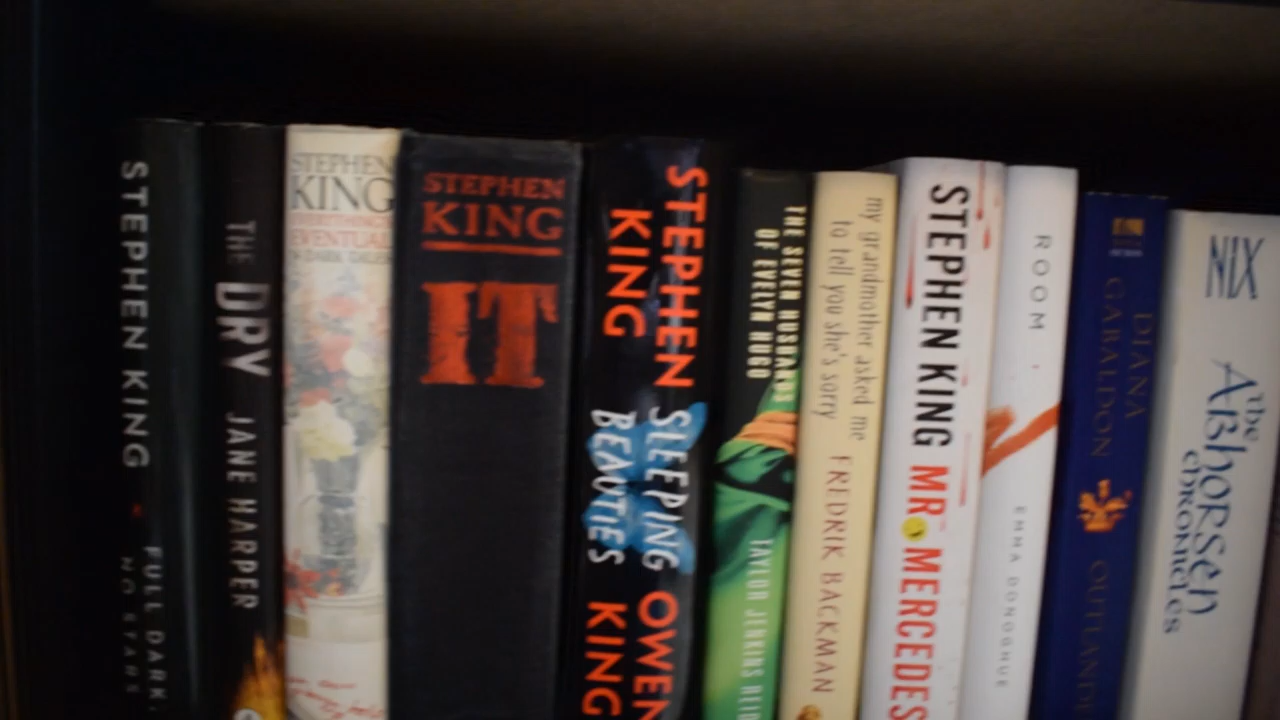 STEPHEN KING
FULL DARK,
NO STARS
THE DRY JANE HARPER
STEPHEN
KING
EVENTUAL
STEPHEN
KING
IT
STEPHEN
KING
SLEEPING
BEAUTIES
OWEN
KING
THE SEVEN HUSBANDS
OF EVELYN HUGO
TAYLOR JENKINS REID
my grandmother asked me
to tell you she's sorry
FREDRIK BACKMAN
STEPHEN KING MR MERCEDES
ROOM
EMMA DONOGHUE
DIANA
GABALDON
OUTLANDE
NIX
the
ABHORSEN
CHRONICLES